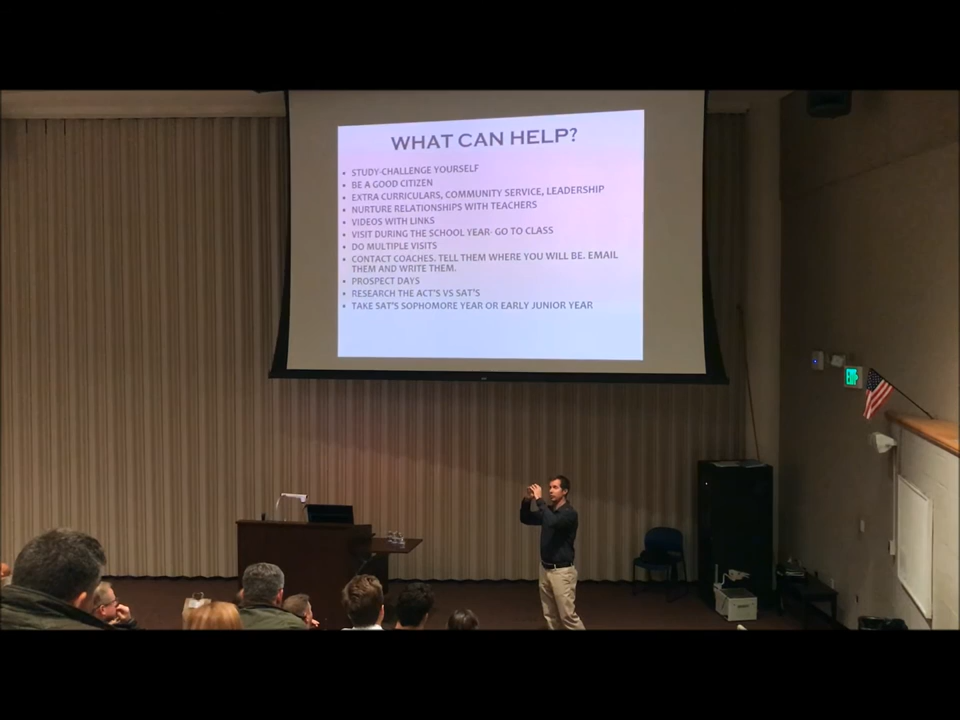 WHAT CAN HELP?
• STUDY-CHALLENGE YOURSELF
• BE A GOOD CITIZEN
• EXTRA CURRICULARS, COMMUNITY SERVICE, LEADERSHIP
• NURTURE RELATIONSHIPS WITH TEACHERS
• VIDEOS WITH LINKS
• VISIT DURING THE SCHOOL YEAR- GO TO CLASS
• DO MULTIPLE VISITS
• CONTACT COACHES. TELL THEM WHERE YOU WILL BE. EMAIL
THEM AND WRITE THEM.
• PROSPECT DAYS
• RESEARCH THE ACT'S VS SAT'S
• TAKE SAT'S SOPHOMORE YEAR OR EARLY JUNIOR YEAR